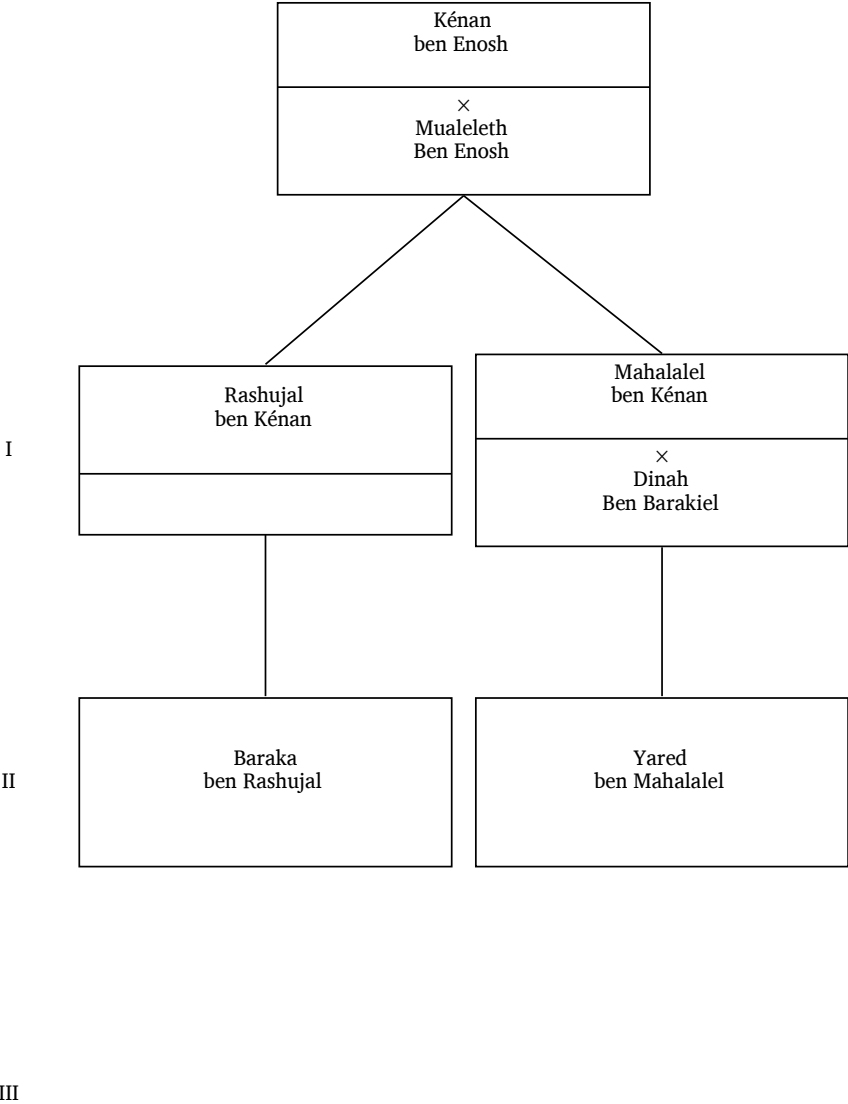 Kénan
ben Enosh
×
Mualeleth
Ben Enosh
I
Rashujal
ben Kénan
Mahalalel
ben Kénan
×
Dinah
Ben Barakiel
II
Baraka
ben Rashujal
Yared
ben Mahalalel
III